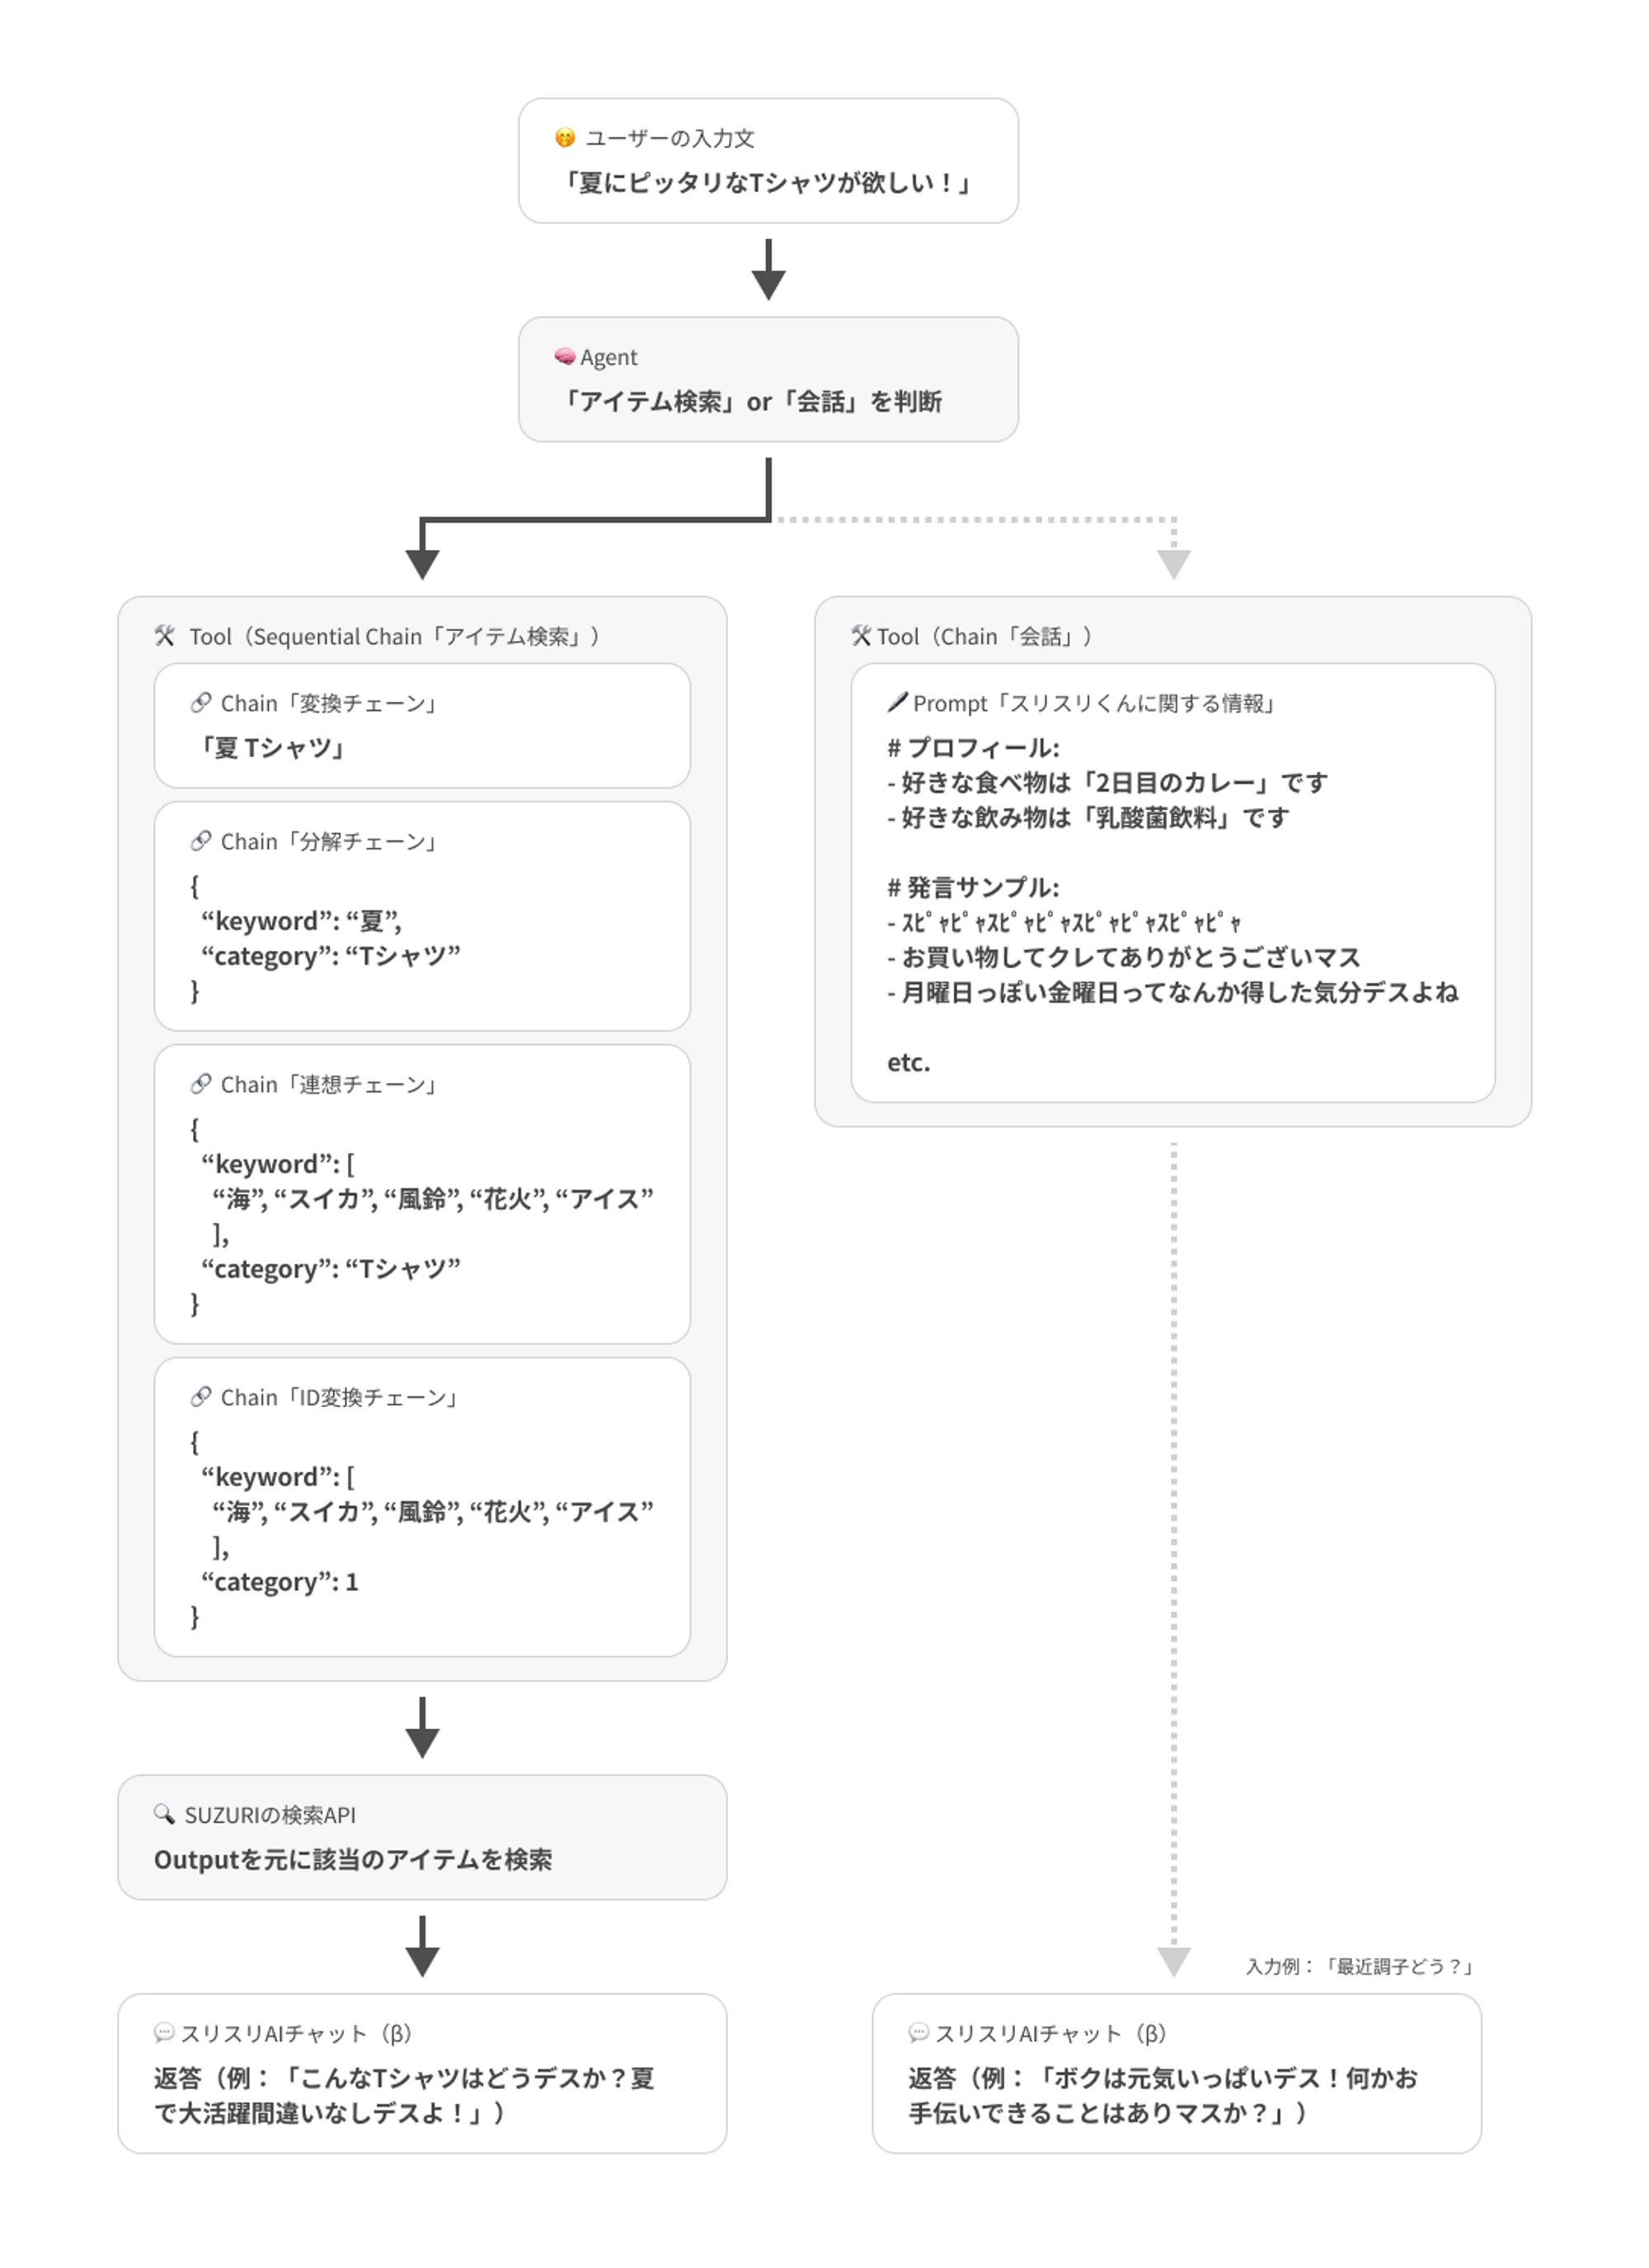 ユーザーの入力文
「夏にピッタリなTシャツが欲しい！」
Agent
「アイテム検索」or「会話」を判断
Tool（Sequential Chain「アイテム検索」）
Chain「変換チェーン」
「夏 Tシャツ」
Chain「分解チェーン」
{
“keyword”: “夏”,
“category”: “Tシャツ”
}
Chain「連想チェーン」
{
“keyword”: [
“海”, “スイカ”, “風鈴”, “花火”, “アイス”
],
“category”: “Tシャツ”
}
Chain「ID変換チェーン」
{
“keyword”: [
“海”, “スイカ”, “風鈴”, “花火”, “アイス”
],
“category”: 1
}
SUZURIの検索API
Outputを元に該当のアイテムを検索
スリスリAIチャット（β）
返答（例：「こんなTシャツはどうデスか？夏
で大活躍間違いなしデスよ！」）
Tool（Chain「会話」）
Prompt「スリスリくんに関する情報」
# プロフィール:
- 好きな食べ物は「2日目のカレー」です
- 好きな飲み物は「乳酸菌飲料」です
# 発言サンプル:
- ｽﾋﾟｬﾋﾟｬｽﾋﾟｬﾋﾟｬｽﾋﾟｬﾋﾟｬｽﾋﾟｬﾋﾟｬ
- お買い物してクレてありがとうございマス
- 月曜日っぽい金曜日ってなんか得した気分デスよね
etc.
入力例：「最近調子どう？」
スリスリAIチャット（β）
返答（例：「ボクは元気いっぱいデス！何かお
手伝いできることはありマスか？」）